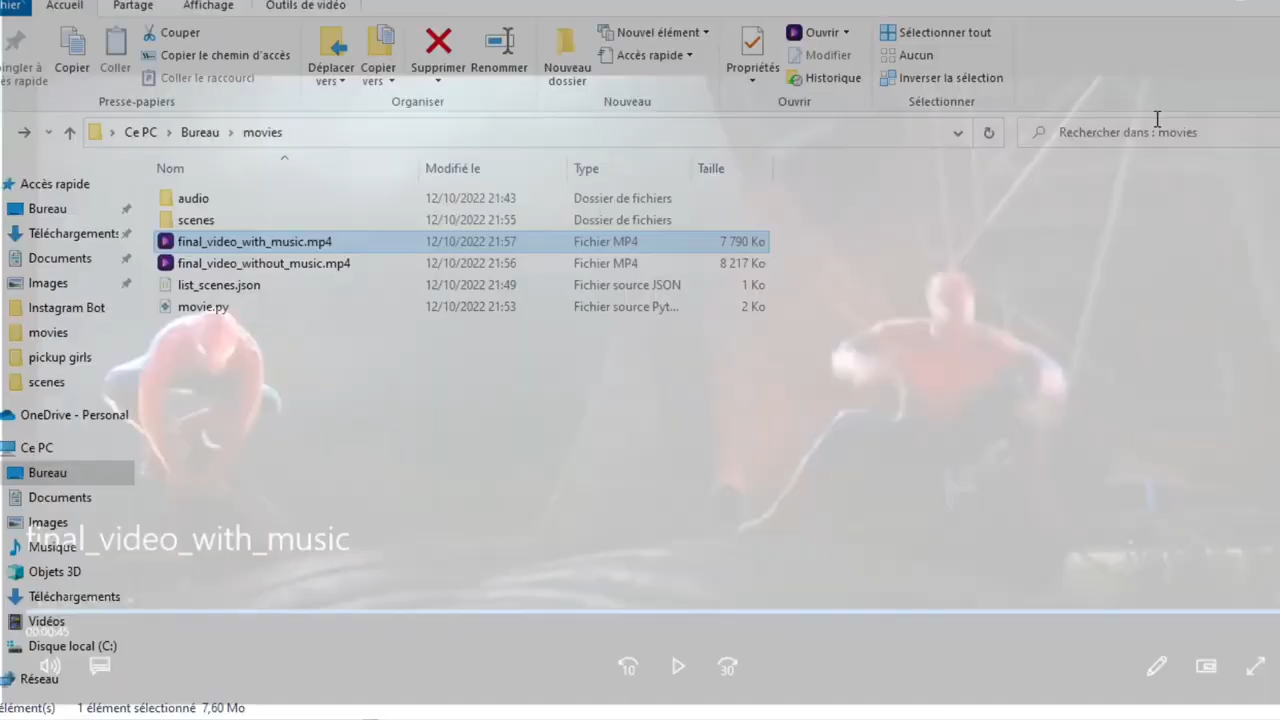 hier
Accueil
Partage
Affichage
Outils de vidéo
Copier
Coller
Couper
Copier le chemin d'accès
Coller le raccourci
Presse-papiers
Déplacer
vers
Copier
vers
Supprimer
Renommer
Organiser
Nouveau
dossier
Nouvel élément
Accès rapide
Nouveau
Propriétés
Ouvrir
Modifier
Historique
Ouvrir
Sélectionner tout
Aucun
Inverser la sélection
Sélectionner
Ce PC > Bureau > movies
Rechercher dans : movies
Nom Modifié le Type Taille
audio 12/10/2022 21:43 Dossier de fichiers
scenes 12/10/2022 21:55 Dossier de fichiers
final_video_with_music.mp4 12/10/2022 21:57 Fichier MP4 7 790 Ko
final_video_without_music.mp4 12/10/2022 21:56 Fichier MP4 8 217 Ko
list_scenes.json 12/10/2022 21:49 Fichier source JSON 1 Ko
movie.py 12/10/2022 21:53 Fichier source Pyt... 2 Ko
Accès rapide
Bureau
Téléchargements
Documents
Images
Instagram Bot
movies
pickup girls
scenes
OneDrive - Personal
Ce PC
Bureau
Documents
Images
final_video_with_music
Musique
Objets 3D
Téléchargements
Vidéos
00:00:45
Disque local (C:)
10
30
Réseau
élément(s) 1 élément sélectionné 7,60 Mo